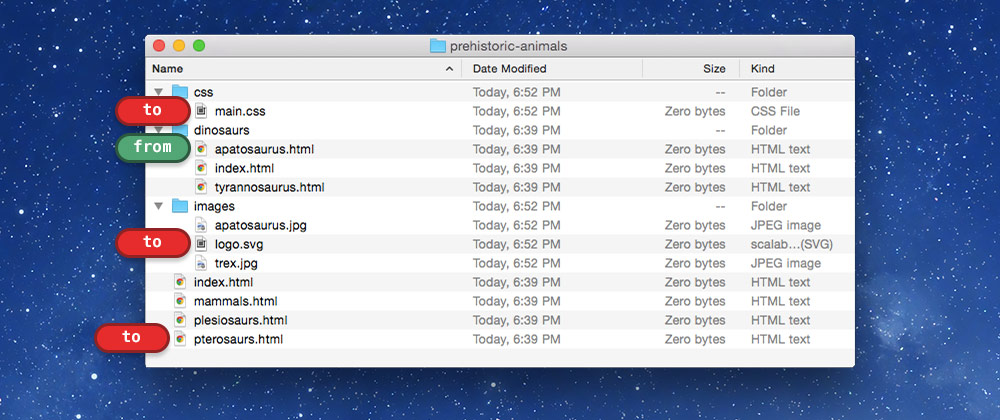 prehistoric-animals
Name Date Modified Size Kind
css Today, 6:52 PM -- Folder
to main.css Today, 6:52 PM Zero bytes CSS File
dinosaurs Today, 6:39 PM -- Folder
from apatosaurus.html Today, 6:39 PM Zero bytes HTML text
index.html Today, 6:39 PM Zero bytes HTML text
tyrannosaurus.html Today, 6:39 PM Zero bytes HTML text
images Today, 6:52 PM -- Folder
apatosaurus.jpg Today, 6:52 PM Zero bytes JPEG image
to logo.svg Today, 6:52 PM Zero bytes scalab...(SVG)
trex.jpg Today, 6:52 PM Zero bytes JPEG image
index.html Today, 6:39 PM Zero bytes HTML text
mammals.html Today, 6:39 PM Zero bytes HTML text
plesiosaurs.html Today, 6:39 PM Zero bytes HTML text
to pterosaurs.html Today, 6:39 PM Zero bytes HTML text